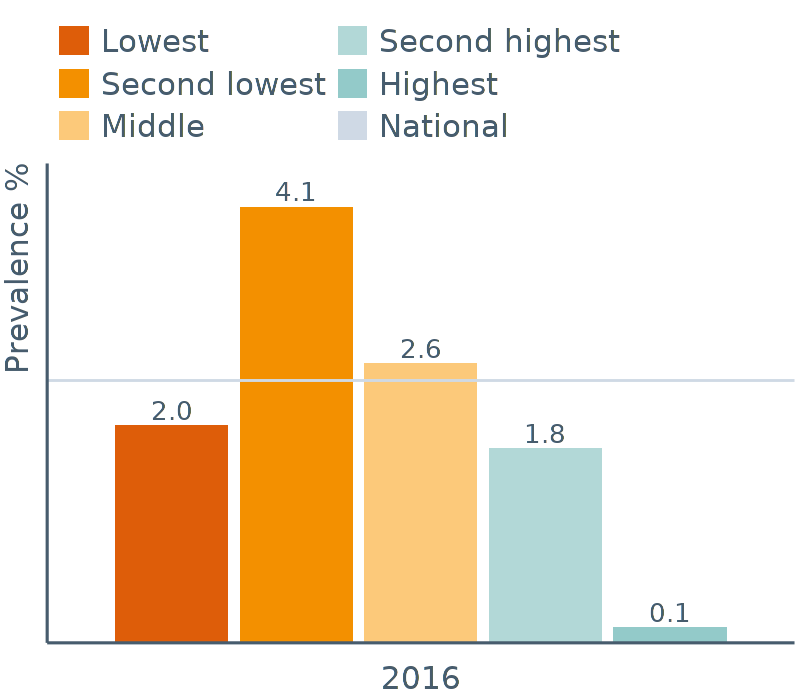 Lowest
Second lowest
Middle
Second highest
Highest
National
Prevalence %
2.0
4.1
2.6
1.8
0.1
2016